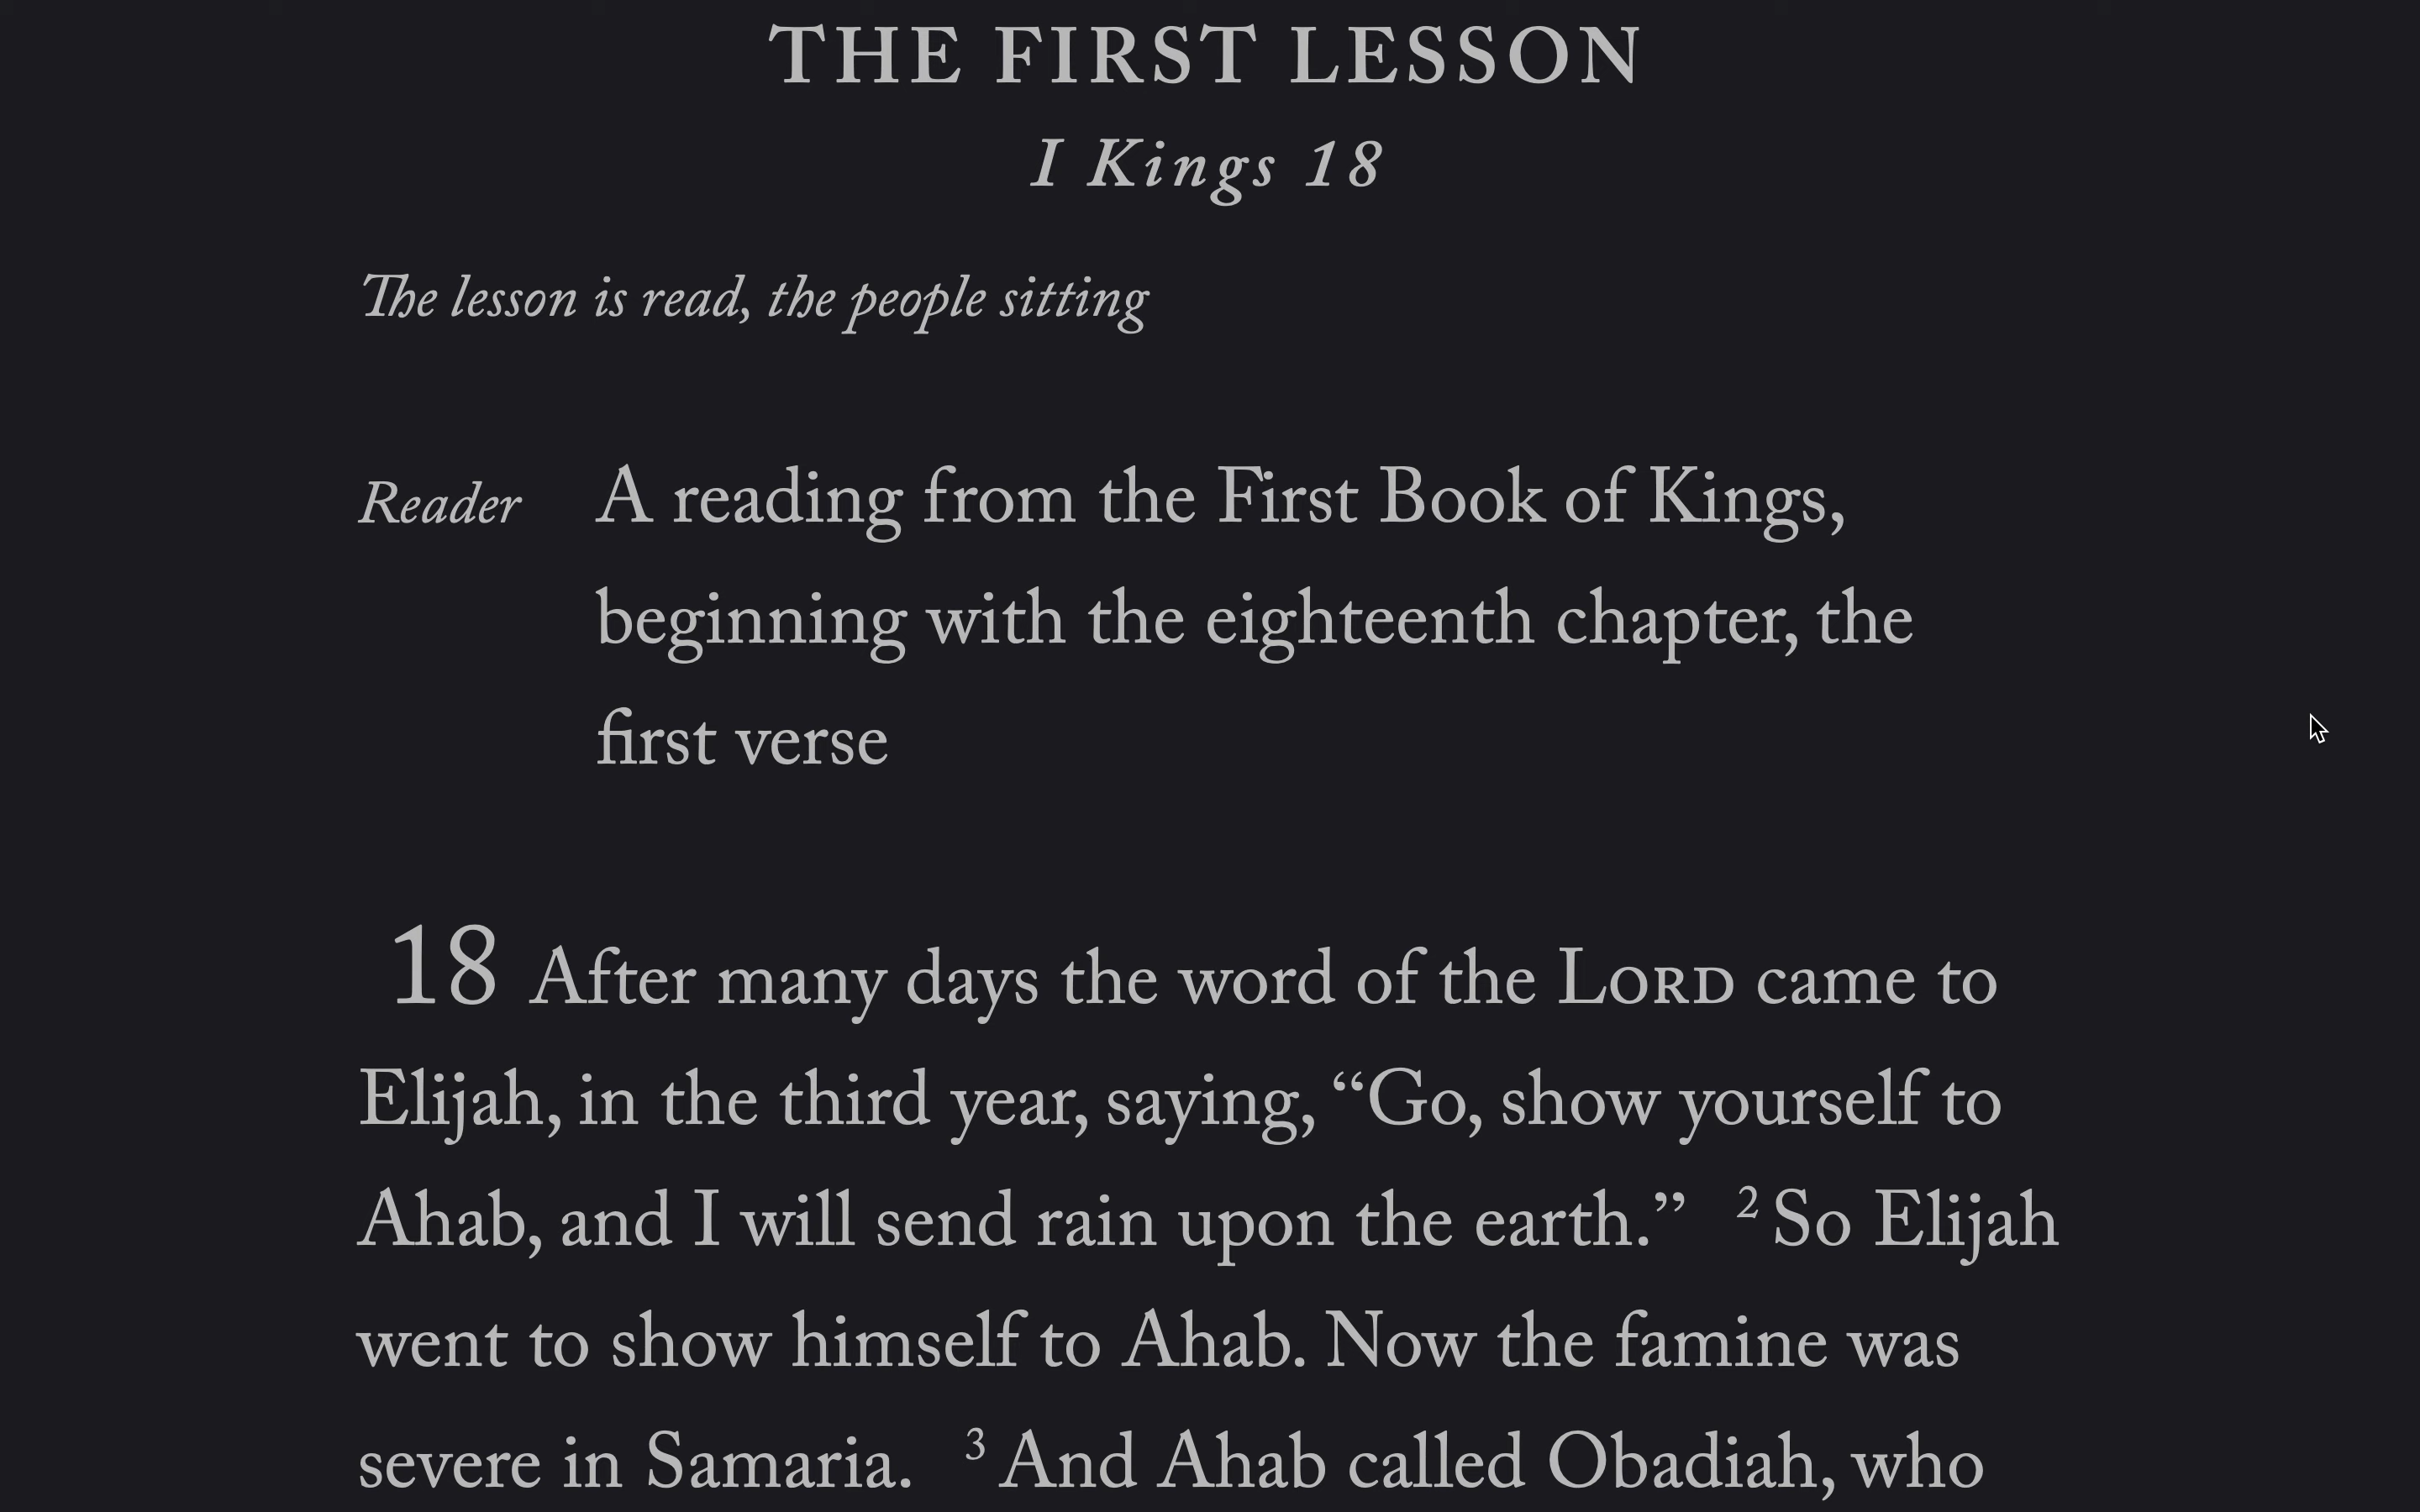 THE FIRST LESSON
I Kings 18
The lesson is read, the people sitting
Reader A reading from the First Book of Kings,
beginning with the eighteenth chapter, the
first verse
18 After many days the word of the LORD came to
Elijah, in the third year, saying, “Go, show yourself to
Ahab, and I will send rain upon the earth.” 2 So Elijah
went to show himself to Ahab. Now the famine was
severe in Samaria. 3 And Ahab called Obadiah, who